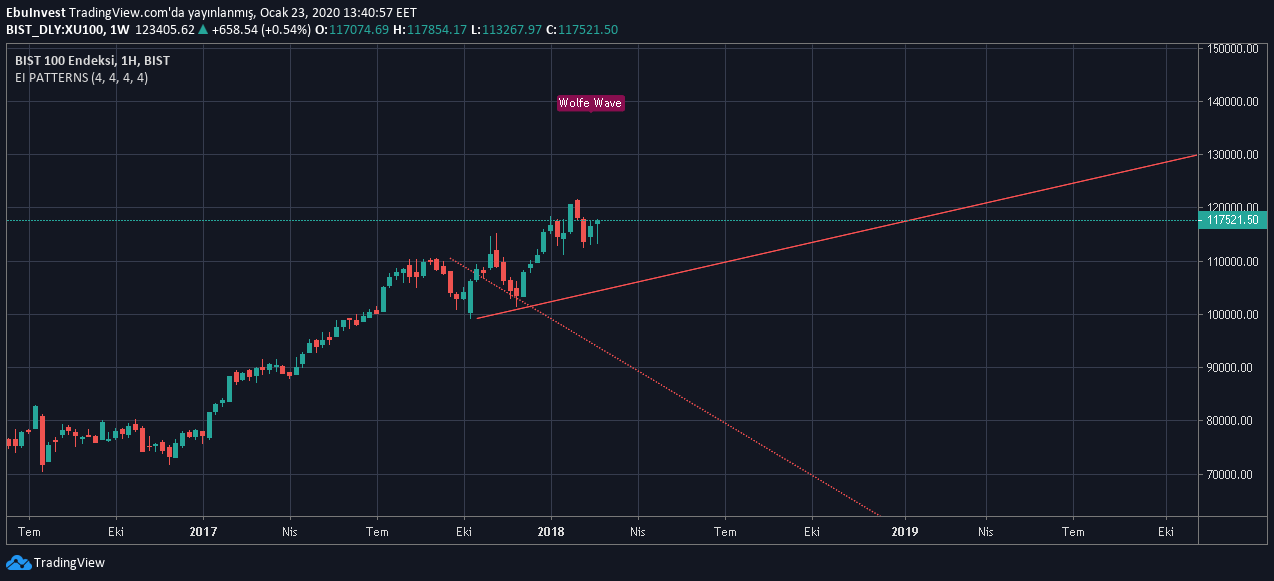 EbuInvest TradingView.com'da yayınlanmış, Ocak 23, 2020 13:40:57 EET
BIST_DLY:XU100, 1W 123405.62 ▲ +658.54 (+0.54%) O:117074.69 H:117854.17 L:113267.97 C:117521.50
BIST 100 Endeksi, 1H, BIST
EI PATTERNS (4, 4, 4, 4)
Wolfe Wave
150000.00
140000.00
130000.00
120000.00
117521.50
110000.00
100000.00
90000.00
80000.00
70000.00
Tem Eki 2017 Nis Tem Eki 2018 Nis Tem Eki 2019 Nis Tem Eki
TradingView